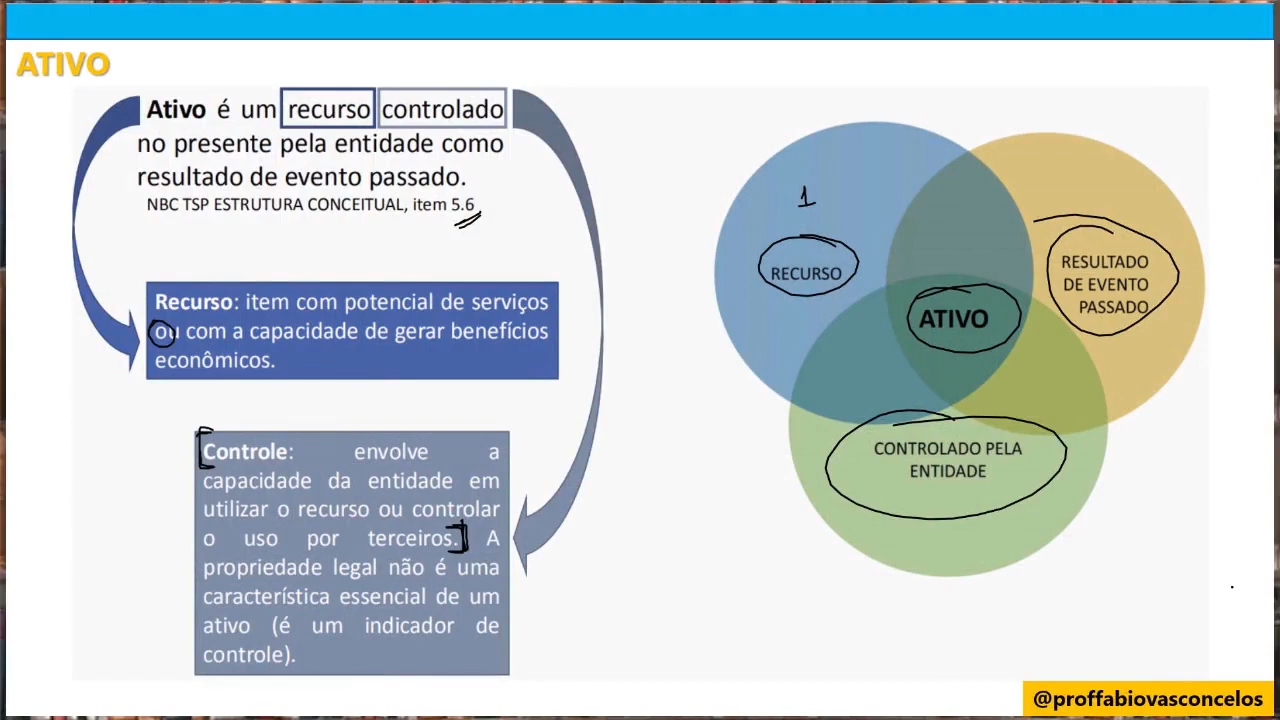 ATIVO
Ativo é um recurso controlado
no presente pela entidade como
resultado de evento passado.
NBC TSP ESTRUTURA CONCEITUAL, item 5.6
Recurso: item com potencial de serviços
ou com a capacidade de gerar benefícios
econômicos.
Controle: envolve a
capacidade da entidade em
utilizar o recurso ou controlar
o uso por terceiros. A
propriedade legal não é uma
característica essencial de um
ativo (é um indicador de
controle).
1
RECURSO
RESULTADO
DE EVENTO
PASSADO
ATIVO
CONTROLADO PELA
ENTIDADE
@proffabiovasconcelos